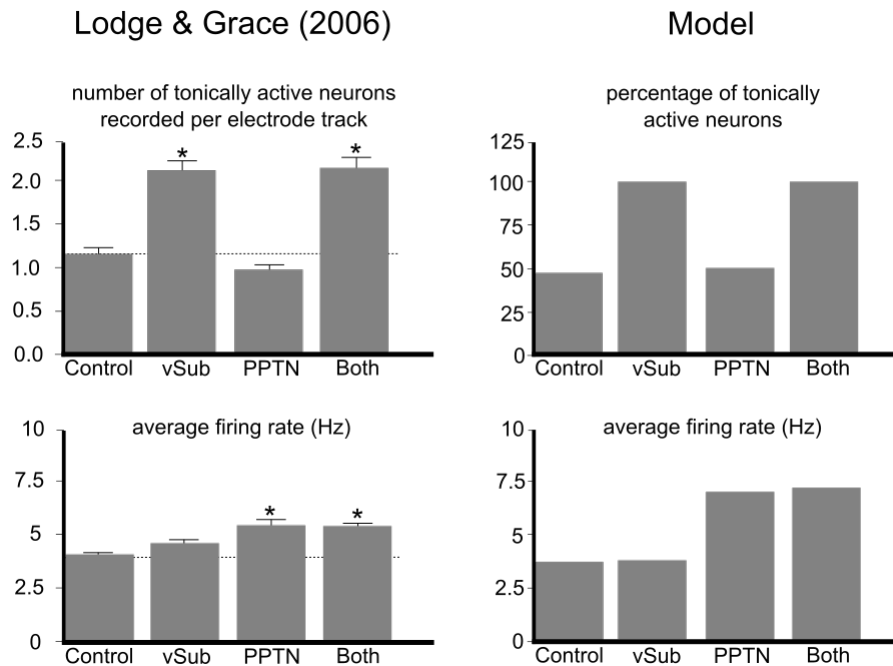 Lodge & Grace (2006)
number of tonically active neurons
recorded per electrode track
2.5
2.0
1.5
1.0
0.5
0.0
*
*
Control vSub PPTN Both
Model
percentage of tonically
active neurons
125
100
75
50
25
0
Control vSub PPTN Both
average firing rate (Hz)
10
7.5
5
2.5
0
*
*
Control vSub PPTN Both
average firing rate (Hz)
10
7.5
5
2.5
0
Control vSub PPTN Both